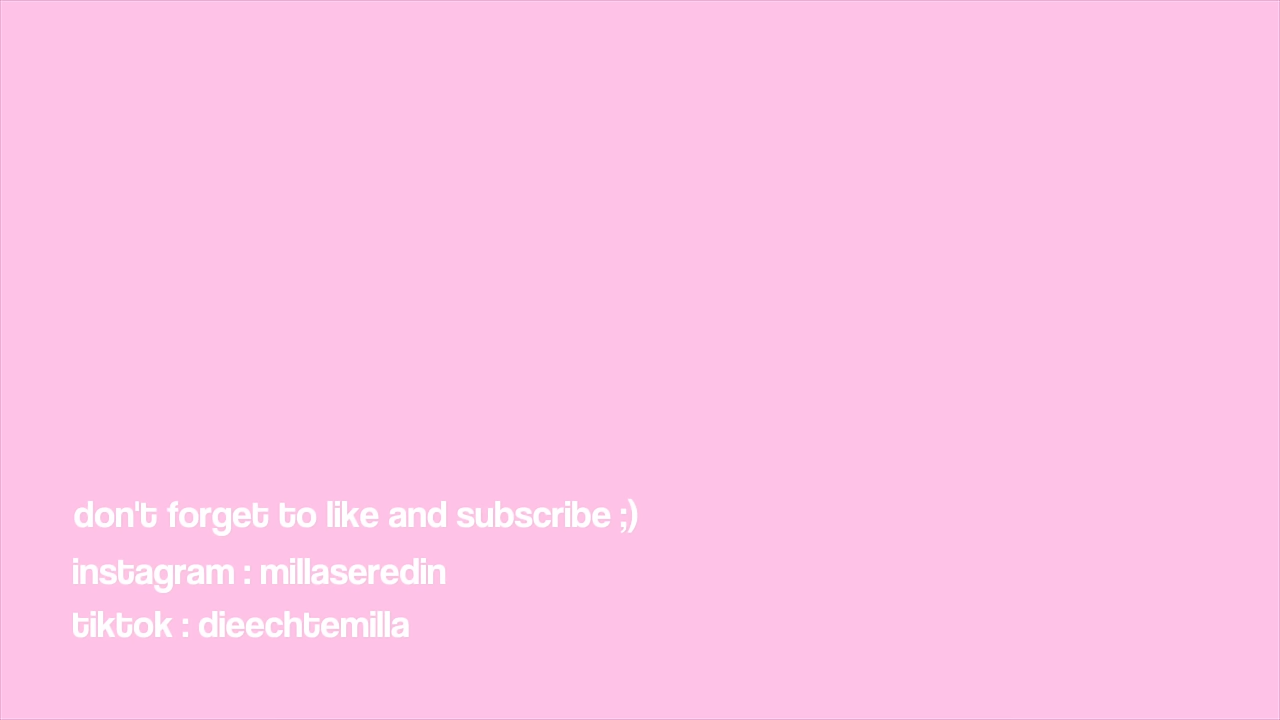 don't forget to like and subscribe ;)
instagram : millaseredin
tiktok : dieechtemilla